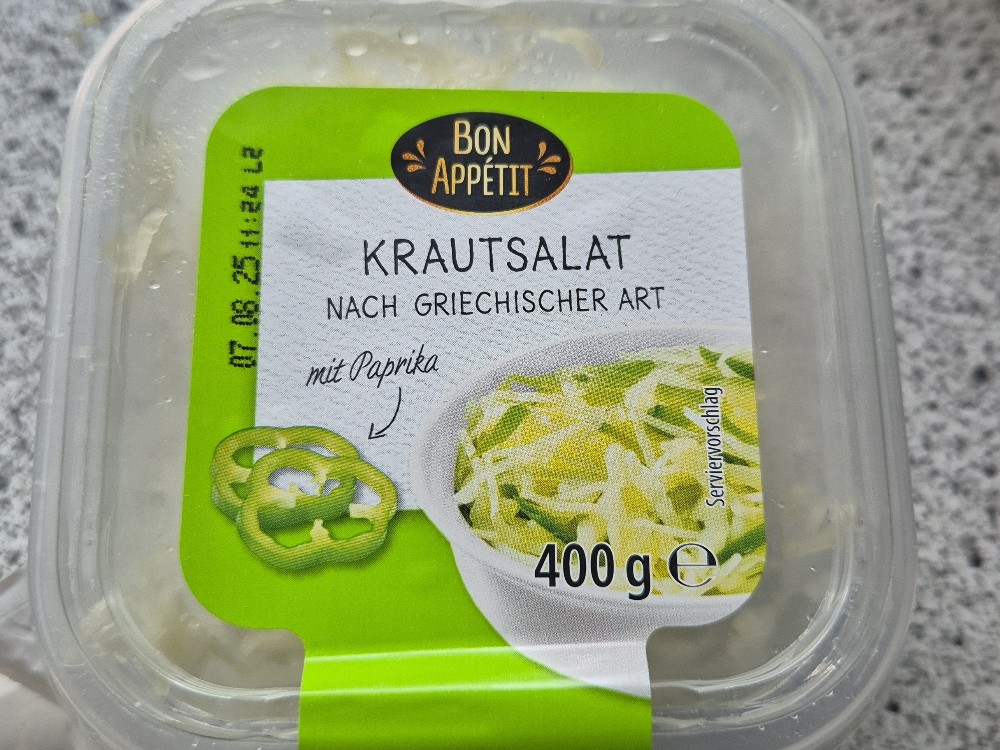 BON
APPÉTIT
KRAUTSALAT
NACH GRIECHISCHER ART
mit Paprika
Serviervorschlag
400 g ℮
07.08.25 11:24 L2